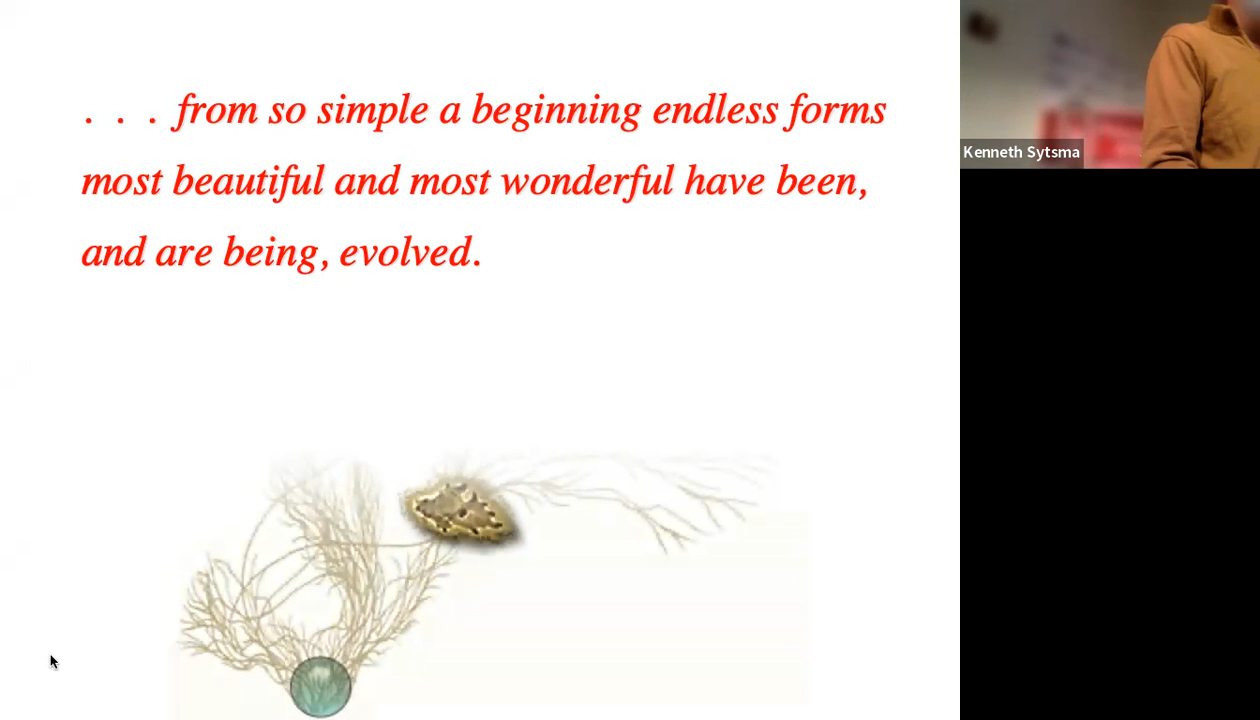 . . . from so simple a beginning endless forms
most beautiful and most wonderful have been,
and are being, evolved.
Kenneth Sytsma